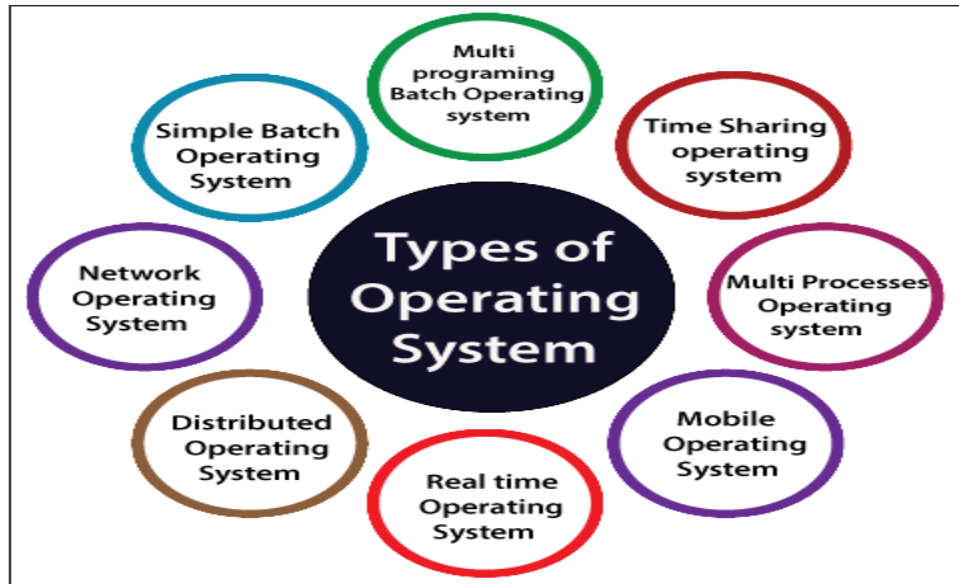 Types of
Operating
System
Multi
programing
Batch Operating
system
Time Sharing
operating
system
Multi Processes
Operating
system
Mobile
Operating
System
Real time
Operating
System
Distributed
Operating
System
Network
Operating
System
Simple Batch
Operating
System